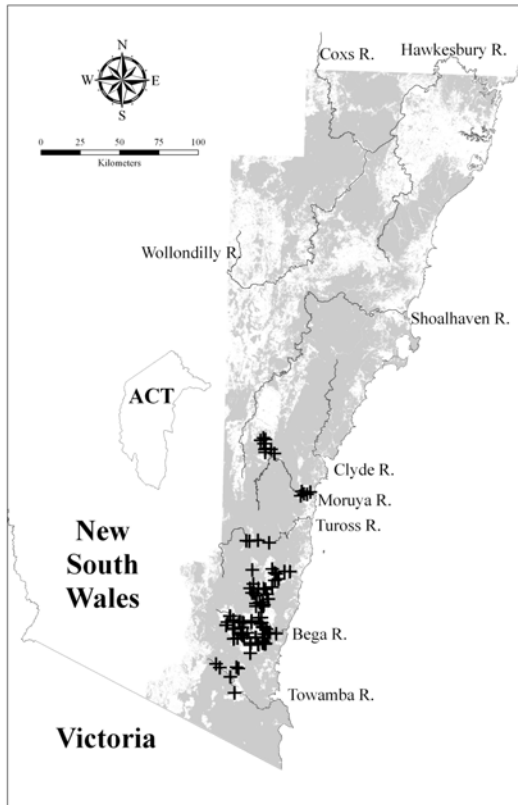 Coxs R.
Hawkesbury R.
N
W E
S
0 25 50 75 100
Kilometers
Wollondilly R.
Shoalhaven R.
ACT
Clyde R.
Moruya R.
Tuross R.
New
South
Wales
Bega R.
Towamba R.
Victoria